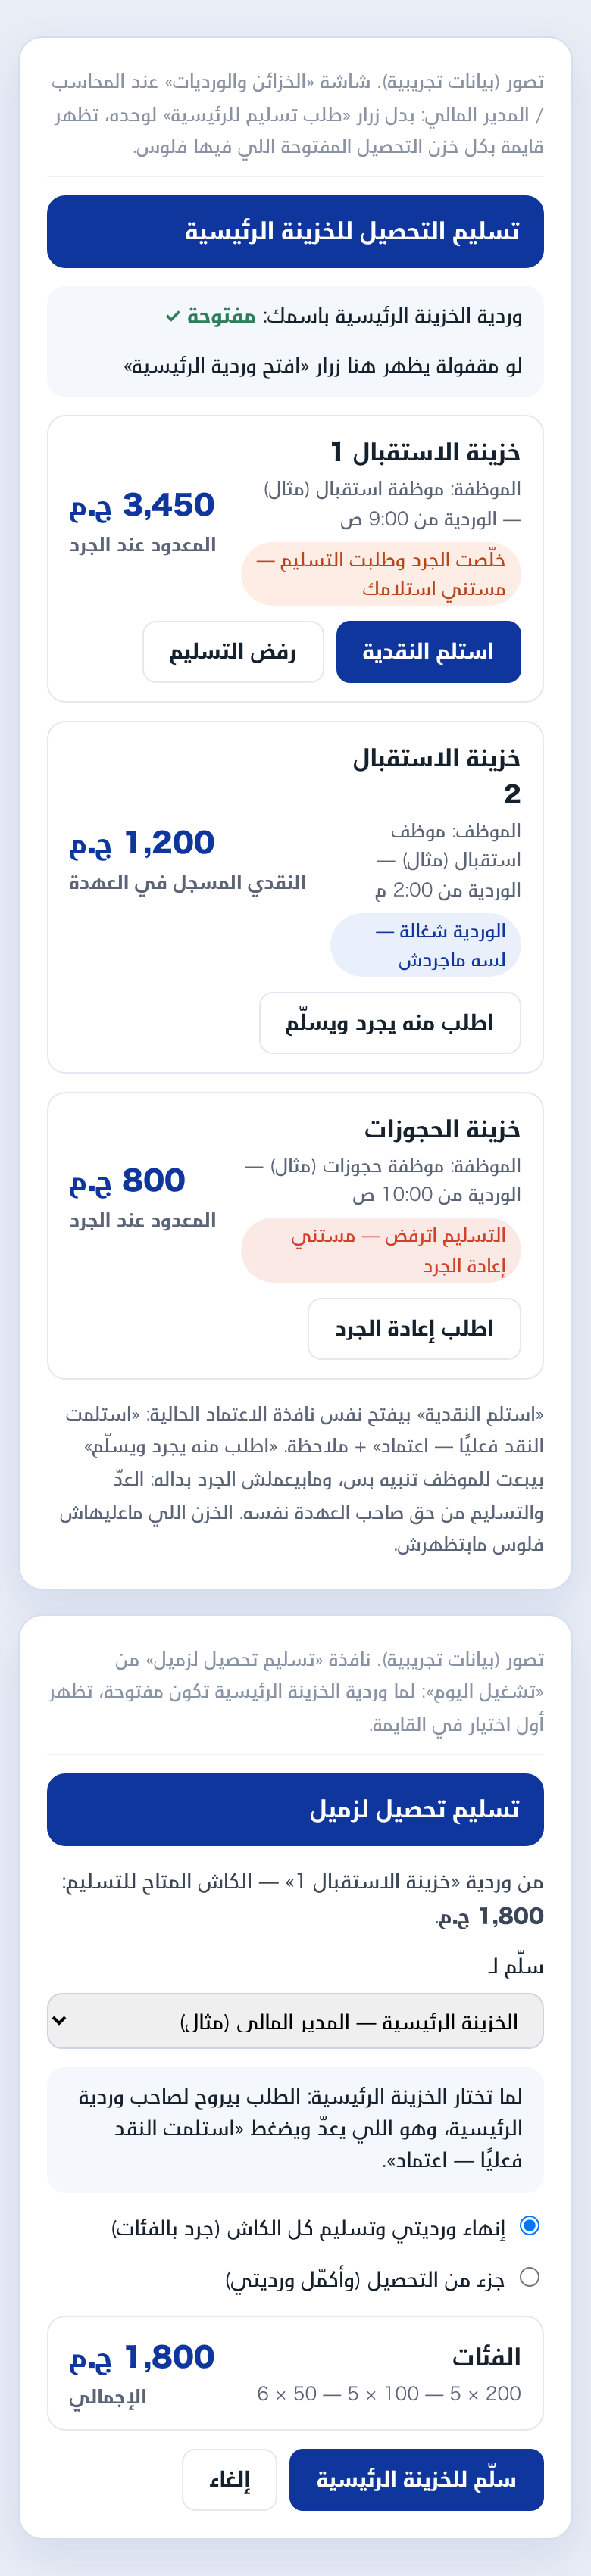 تصور (بيانات تجريبية). شاشة «الخزائن والورديات» عند المحاسب
/ المدير المالي: بدل زرار «طلب تسليم للرئيسية» لوحده، تظهر
قايمة بكل خزن التحصيل المفتوحة اللي فيها فلوس.
تسليم التحصيل للخزينة الرئيسية
وردية الخزينة الرئيسية باسمك: مفتوحة ✓
لو مقفولة يظهر هنا زرار «افتح وردية الرئيسية»
خزينة الاستقبال 1
الموظفة: موظفة استقبال (مثال)
— الوردية من 9:00 ص
خلّصت الجرد وطلبت التسليم —
مستني استلامك
3,450 ج.م
المعدود عند الجرد
استلم النقدية
رفض التسليم
خزينة الاستقبال
2
الموظف: موظف
استقبال (مثال) —
الوردية من 2:00 م
الوردية شغالة —
لسه ماجردش
1,200 ج.م
النقدي المسجل في العهدة
اطلب منه يجرد ويسلّم
خزينة الحجوزات
الموظفة: موظفة حجوزات (مثال) —
الوردية من 10:00 ص
التسليم اترفض — مستني
إعادة الجرد
800 ج.م
المعدود عند الجرد
اطلب إعادة الجرد
«استلم النقدية» بيفتح نفس نافذة الاعتماد الحالية: «استلمت
النقد فعليًا — اعتماد» + ملاحظة. «اطلب منه يجرد ويسلّم»
بيبعت للموظف تنبيه بس، ومابيعملش الجرد بداله: العدّ
والتسليم من حق صاحب العهدة نفسه. الخزن اللي ماعليهاش
فلوس مابتظهرش.
تصور (بيانات تجريبية). نافذة «تسليم تحصيل لزميل» من
«تشغيل اليوم»: لما وردية الخزينة الرئيسية تكون مفتوحة، تظهر
أول اختيار في القايمة.
تسليم تحصيل لزميل
من وردية «خزينة الاستقبال 1» — الكاش المتاح للتسليم:
1,800 ج.م.
سلّم لـ
الخزينة الرئيسية — المدير المالي (مثال)
لما تختار الخزينة الرئيسية: الطلب بيروح لصاحب وردية
الرئيسية، وهو اللي يعدّ ويضغط «استلمت النقد
فعليًا — اعتماد».
إنهاء ورديتي وتسليم كل الكاش (جرد بالفئات)
جزء من التحصيل (وأكمّل ورديتي)
الفئات
200 × 5 — 100 × 5 — 50 × 6
1,800 ج.م
الإجمالي
سلّم للخزينة الرئيسية
إلغاء